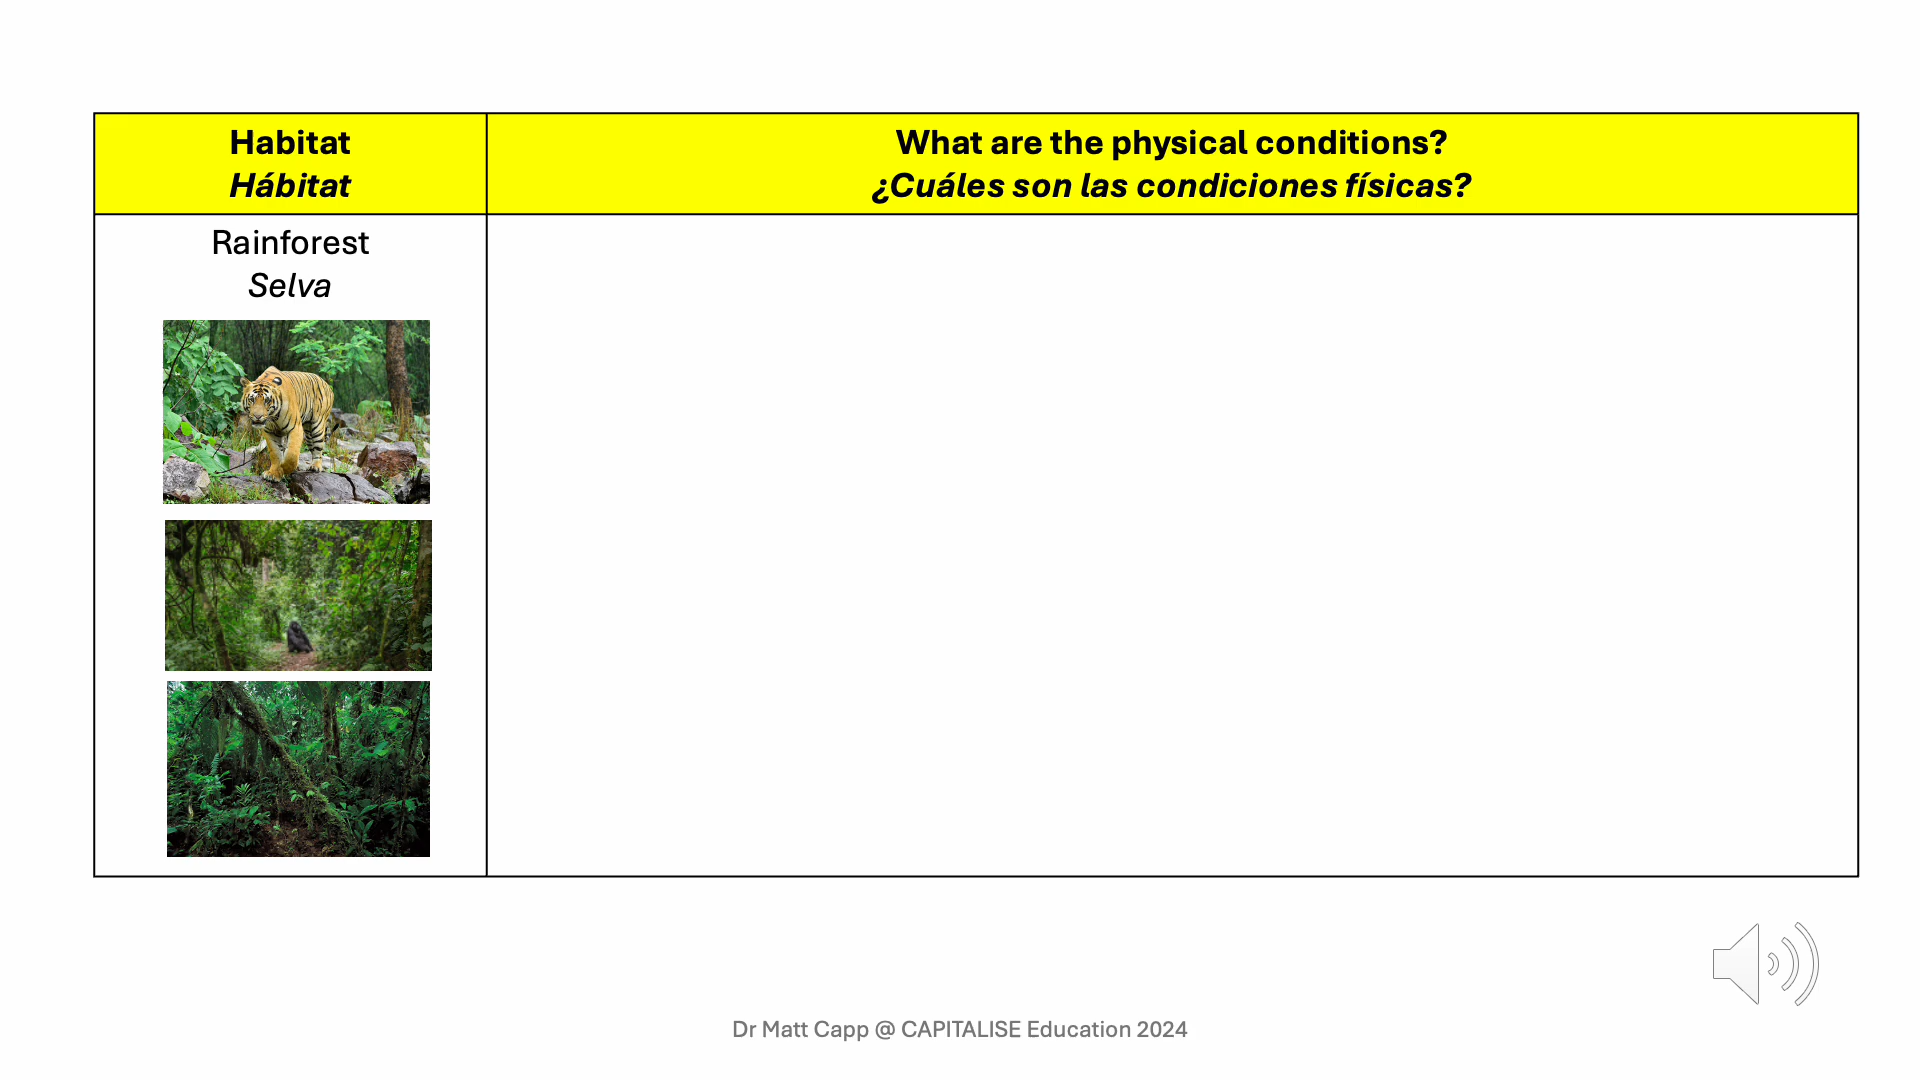 Habitat
Hábitat
What are the physical conditions?
¿Cuáles son las condiciones físicas?
Rainforest
Selva
Dr Matt Capp @ CAPITALISE Education 2024